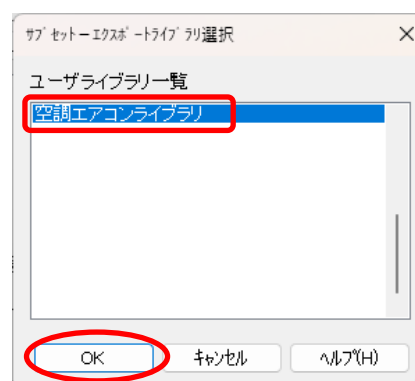 ｻﾌﾞｾｯﾄーｴｸｽﾎﾟｰﾄﾗｲﾌﾞﾗﾘ選択
ユーザライブラリ一覧
空調エアコンライブラリ
OK ｷｬﾝｾﾙ ﾍﾙﾌﾟ(H)